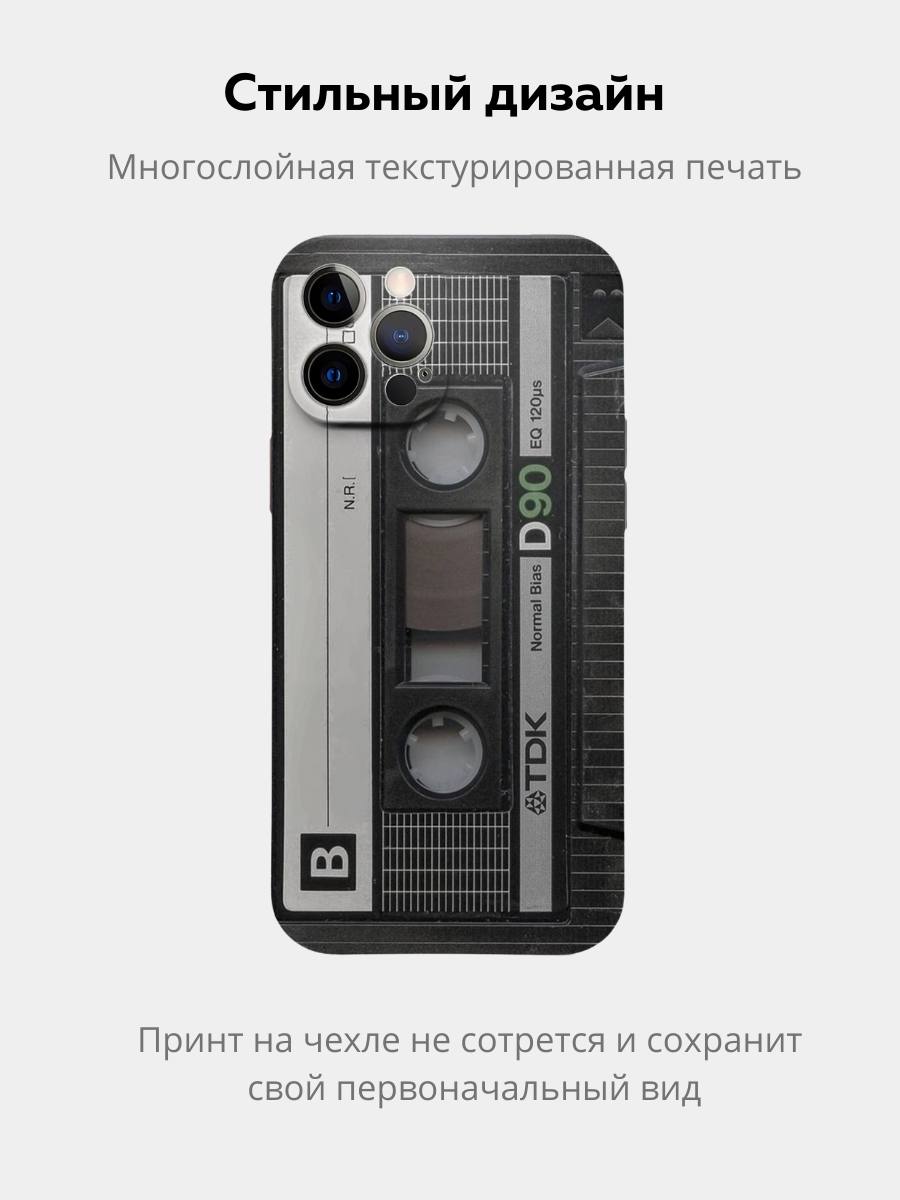 Стильный дизайн
Многослойная текстурированная печать
N.R.
EQ 120µs
D90
Normal Bias
TDK
B
Принт на чехле не сотрется и сохранит
свой первоначальный вид